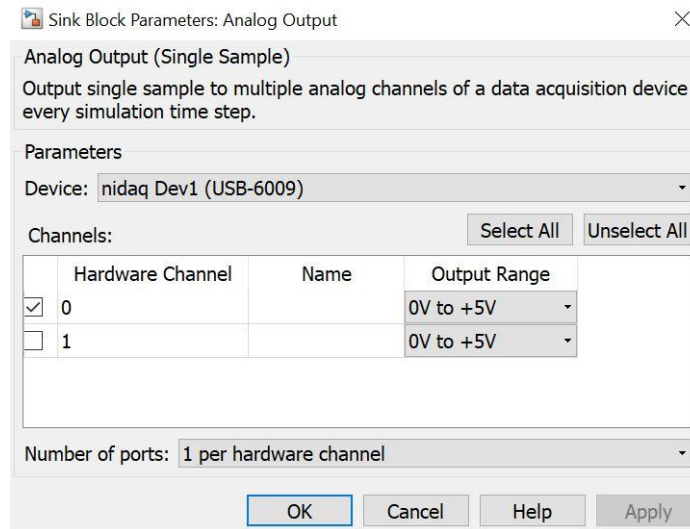 Sink Block Parameters: Analog Output
Analog Output (Single Sample)
Output single sample to multiple analog channels of a data acquisition device
every simulation time step.
Parameters
Device: nidaq Dev1 (USB-6009)
Select All Unselect All
Channels:
Hardware Channel Name Output Range
0 0V to +5V
1 0V to +5V
Number of ports: 1 per hardware channel
OK Cancel Help Apply